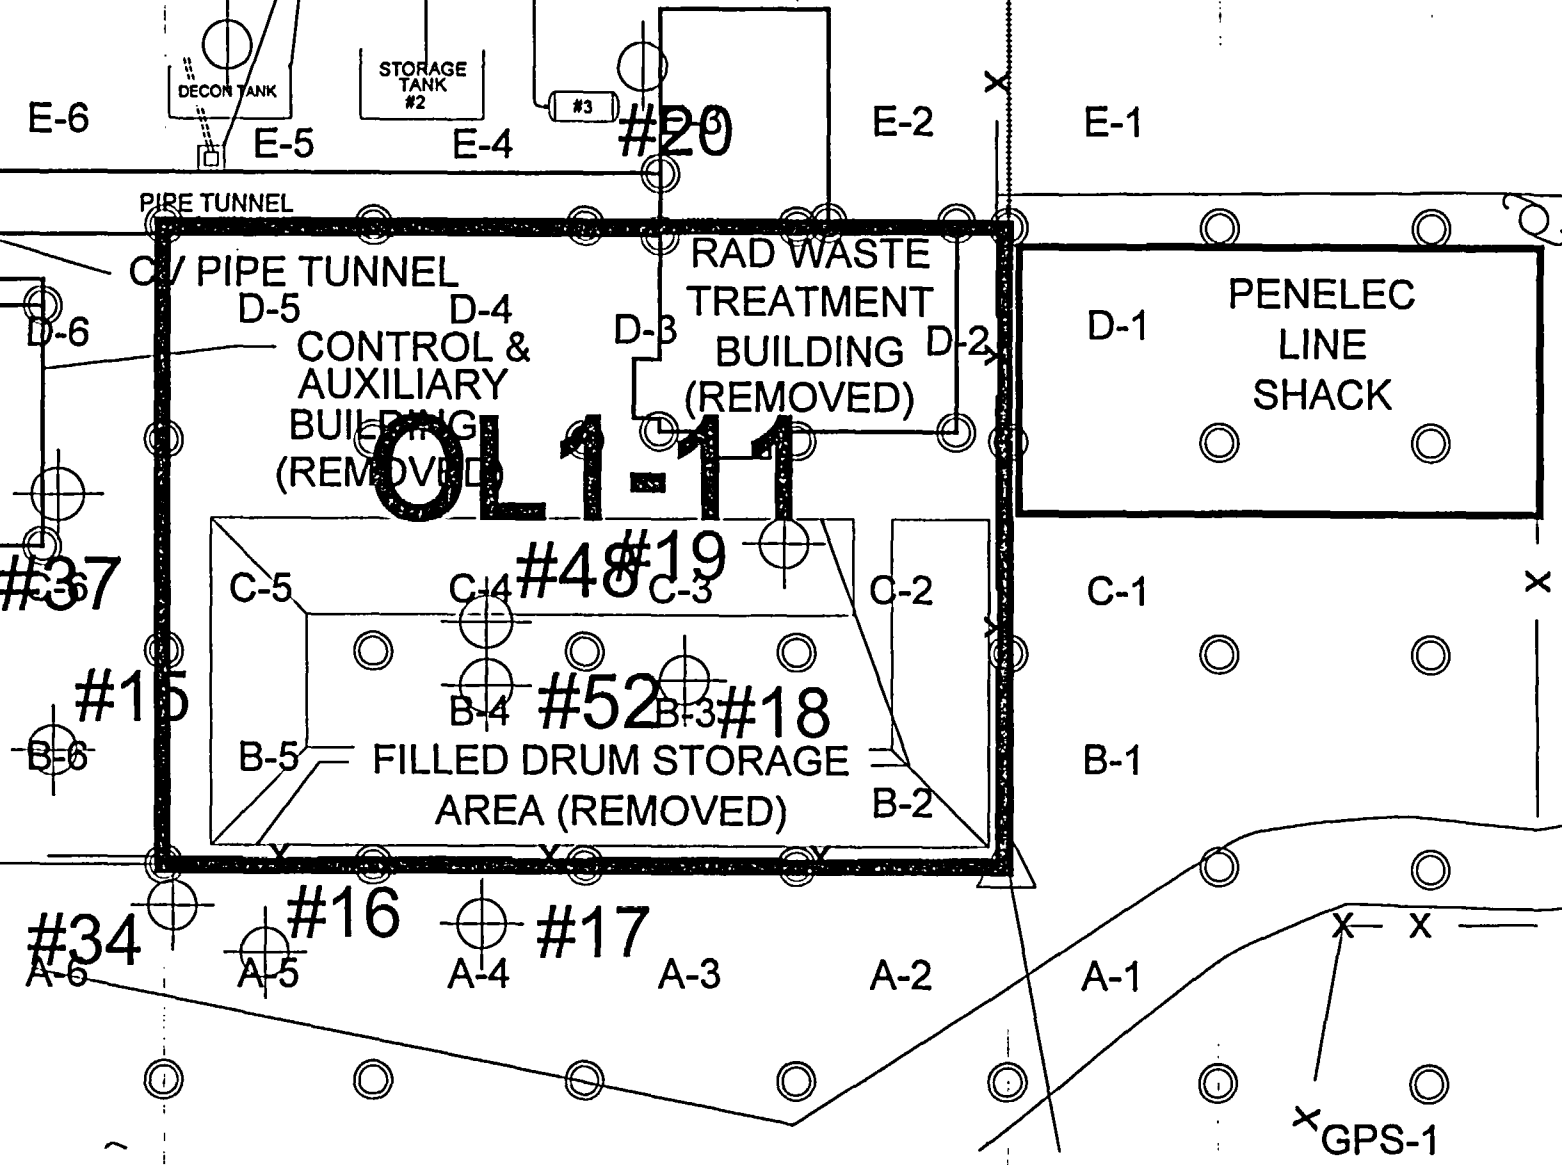 DECON TANK
STORAGE
TANK
#2
#3
E-6
E-5
E-4
E-3
#20
E-2
E-1
PIPE TUNNEL
CV PIPE TUNNEL
RAD WASTE
TREATMENT
BUILDING
(REMOVED)
PENELEC
LINE
SHACK
D-6
D-5
D-4
D-3
D-2
D-1
CONTROL &
AUXILIARY
BUILDING
(REMOVED)
OL1-11
#37
C-6
C-5
C-4
#48
#19
C-3
C-2
C-1
#15
B-6
B-5
B-4
#52
B-3
#18
B-2
B-1
FILLED DRUM STORAGE
AREA (REMOVED)
#34
#16
#17
A-6
A-5
A-4
A-3
A-2
A-1
X
X
X
X
X
GPS-1